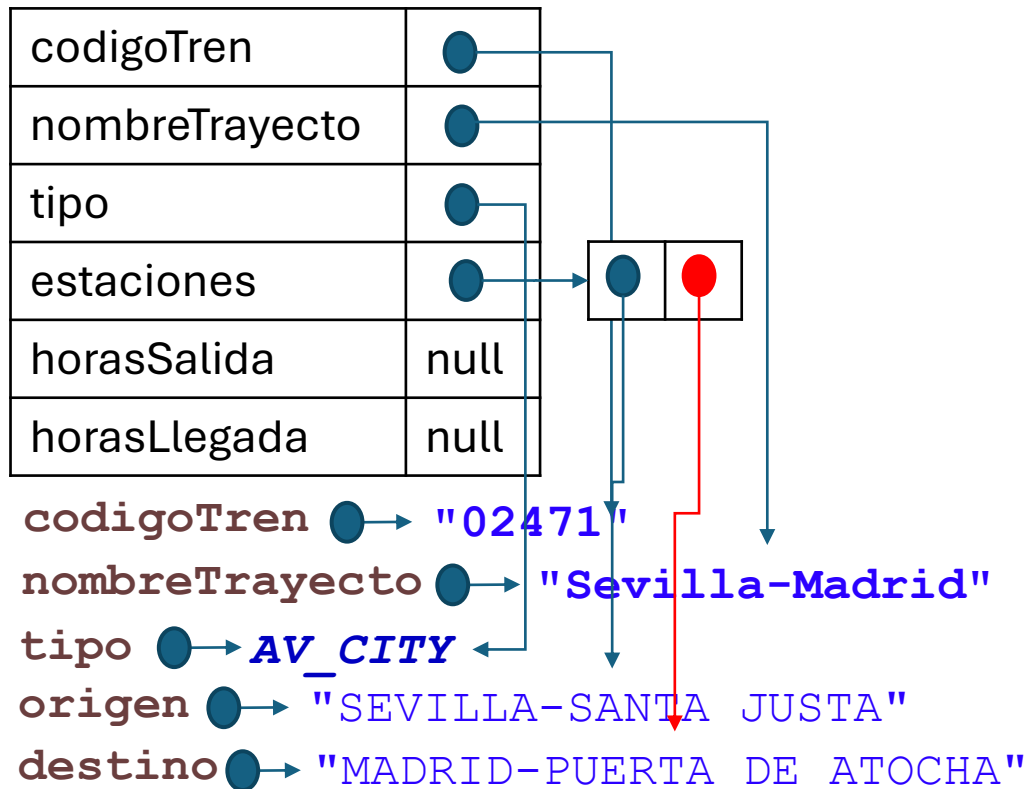 codigoTren
nombreTrayecto
tipo
estaciones
horasSalida null
horasLlegada null
codigoTren "02471"
nombreTrayecto "Sevilla-Madrid"
tipo AV_CITY
origen "SEVILLA-SANTA JUSTA"
destino "MADRID-PUERTA DE ATOCHA"